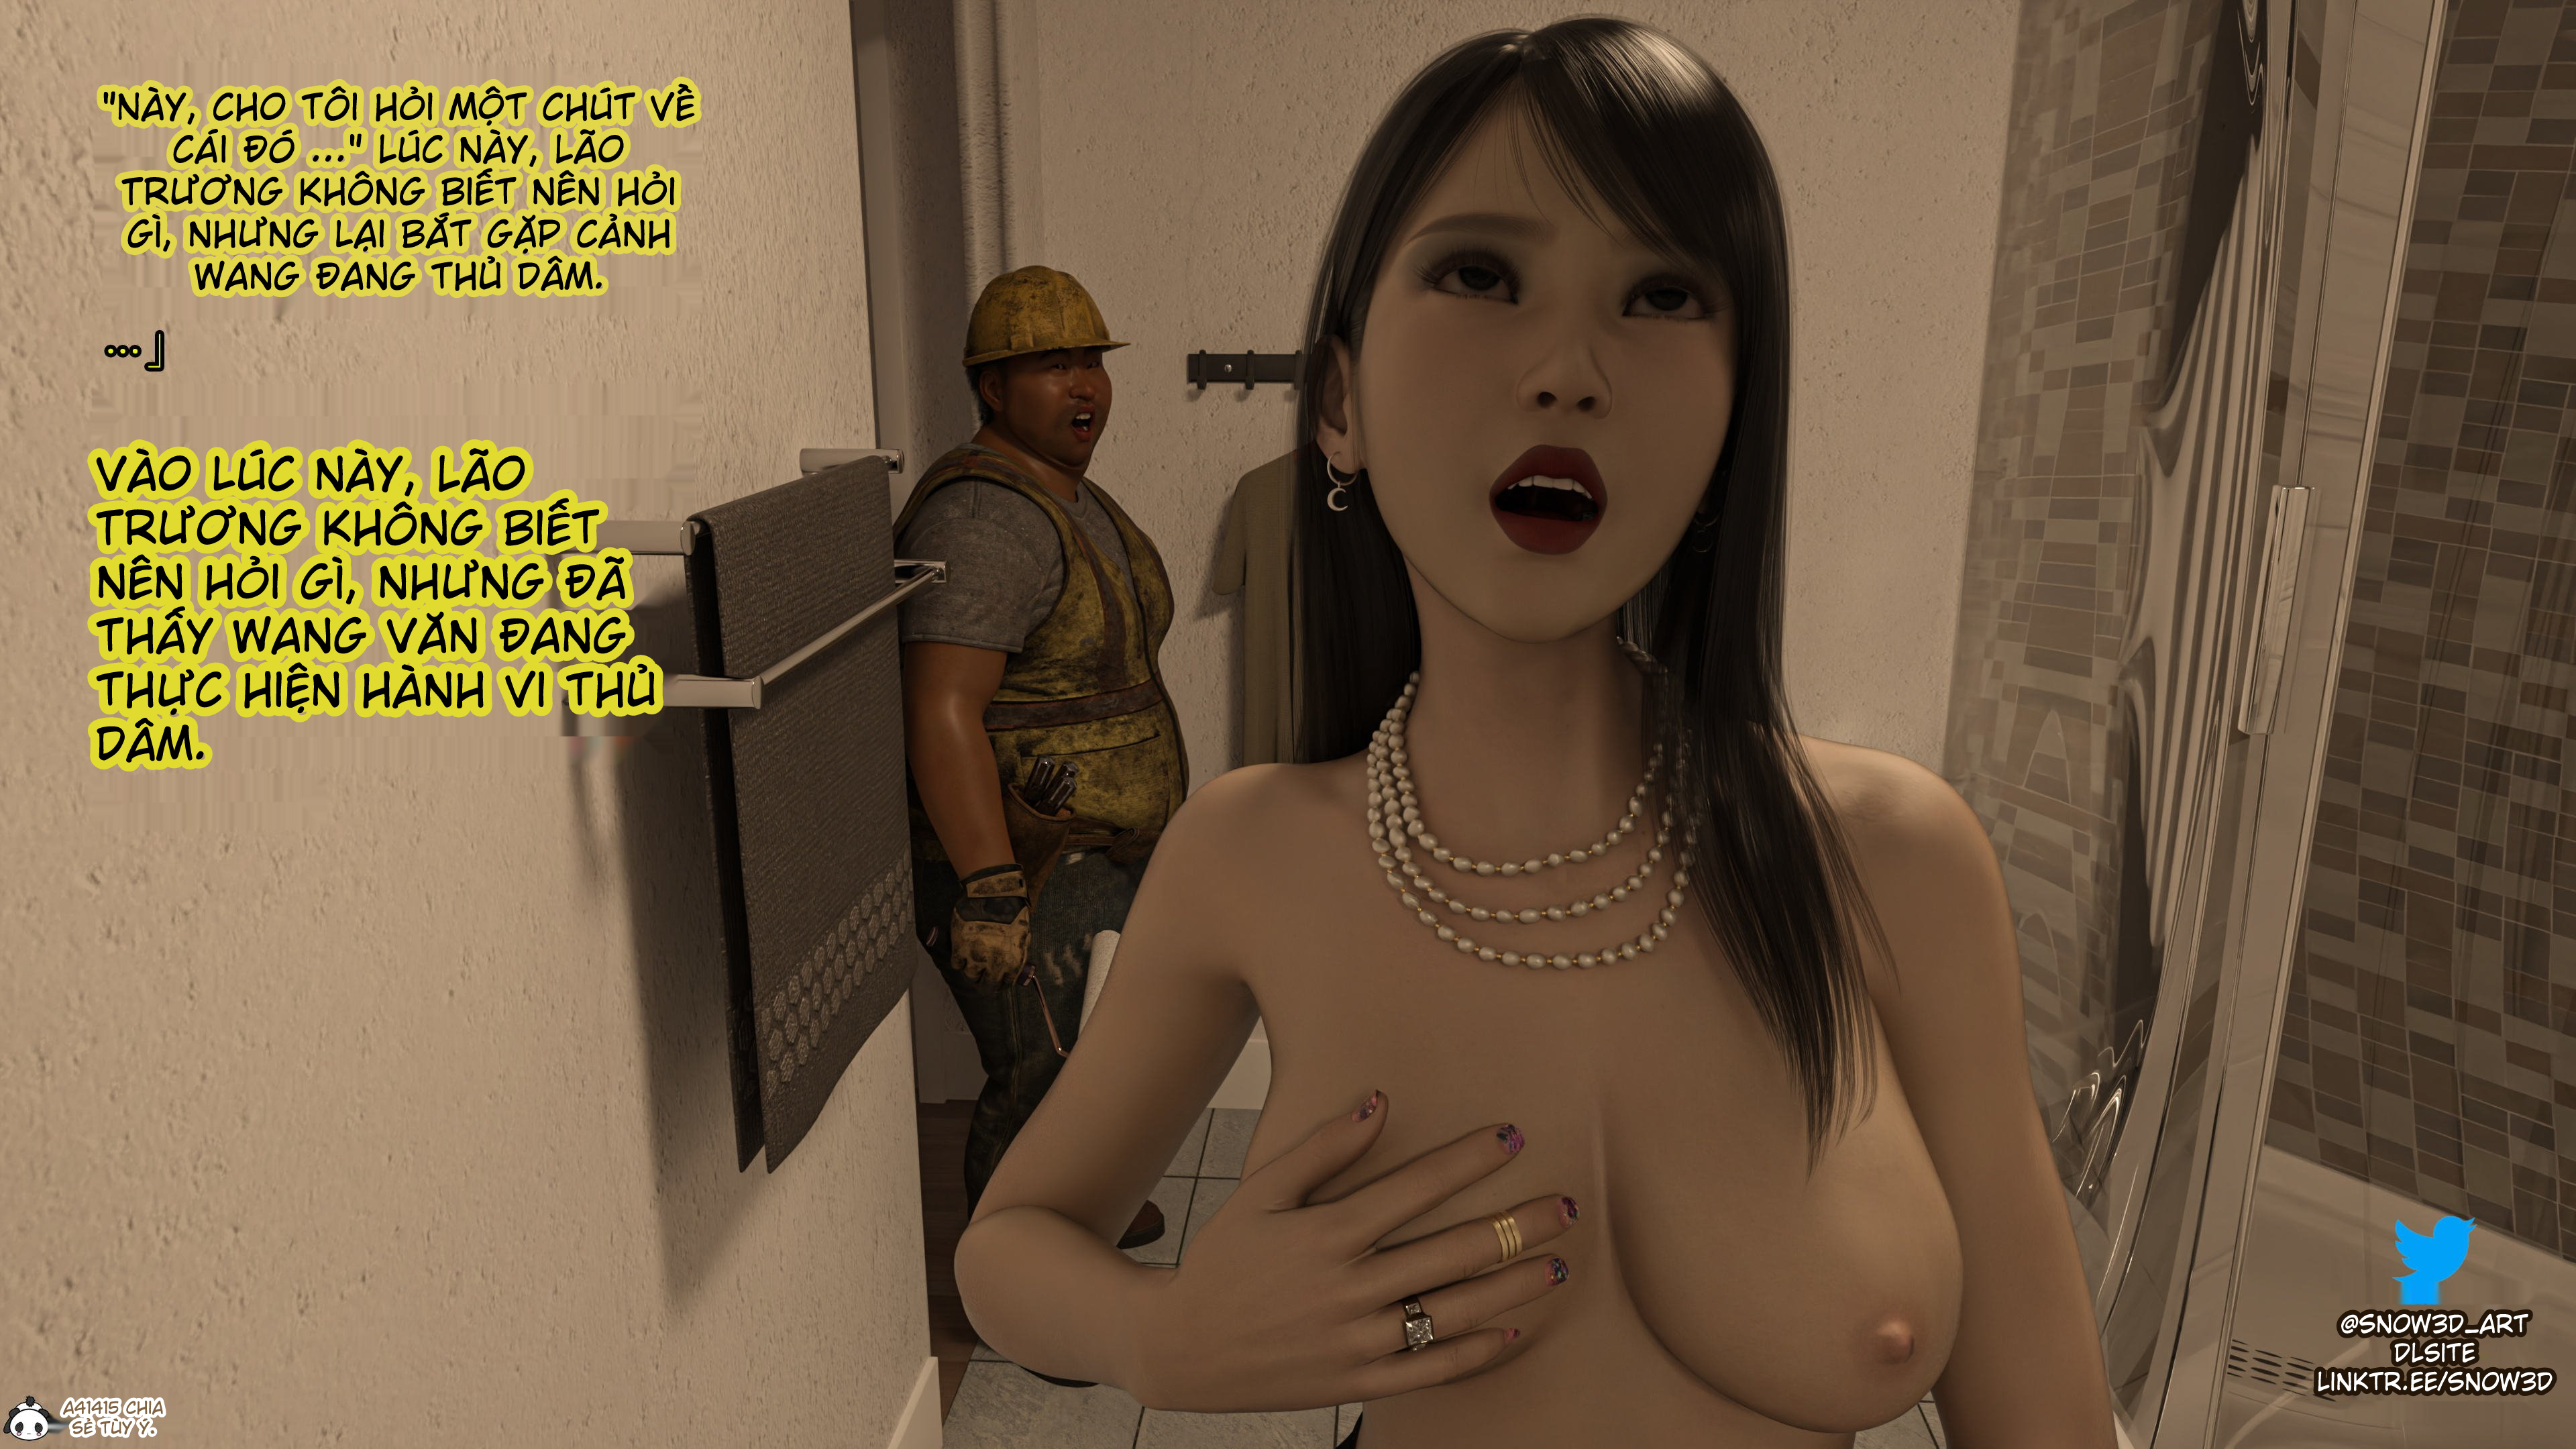 "NÀY, CHO TÔI HỎI MỘT CHÚT VỀ
CÁI ĐÓ ..." LÚC NÀY, LÃO
TRƯƠNG KHÔNG BIẾT NÊN HỎI
GÌ, NHƯNG LẠI BẮT GẶP CẢNH
WANG ĐANG THỦ DÂM.
…』
VÀO LÚC NÀY, LÃO
TRƯƠNG KHÔNG BIẾT
NÊN HỎI GÌ, NHƯNG ĐÃ
THẤY WANG VĂN ĐANG
THỰC HIỆN HÀNH VI THỦ
DÂM.
@SNOW3D_ART
DLSITE
LINKTR.EE/SNOW3D
A41415 CHIA
SẺ TÙY Ý.